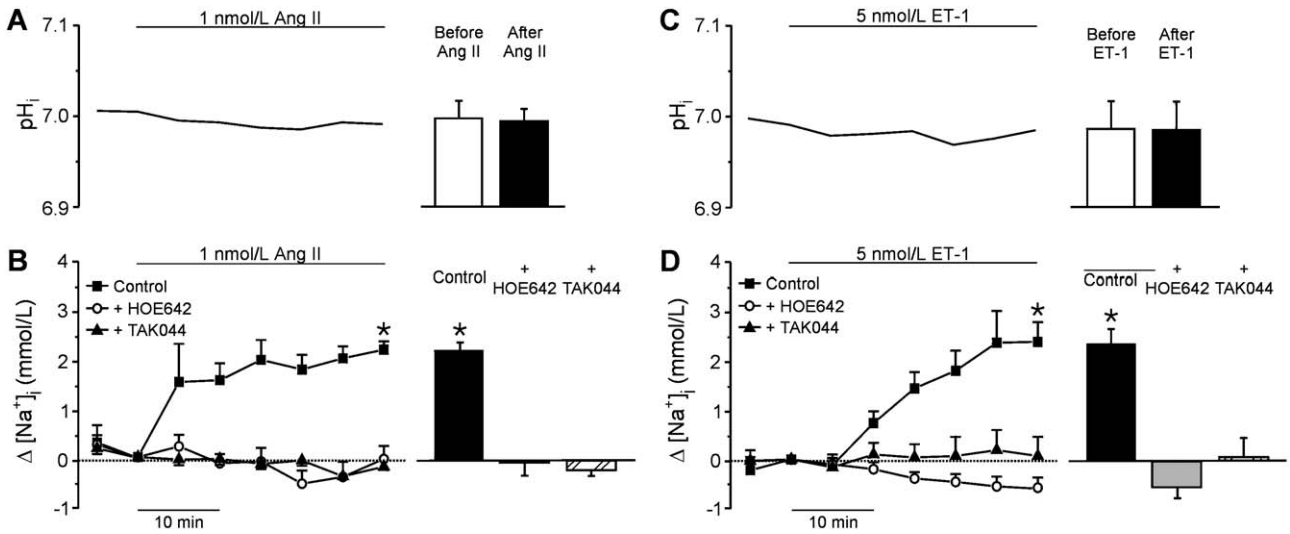 A
1 nmol/L Ang II
7.1
7.0
6.9
pHi
Before
Ang II
After
Ang II
C
5 nmol/L ET-1
7.1
7.0
6.9
pHi
Before
ET-1
After
ET-1
B
1 nmol/L Ang II
4
3
2
1
0
-1
Δ [Na+]i (mmol/L)
Control
+ HOE642
+ TAK044
*
10 min
Control
+
HOE642
+
TAK044
*
D
5 nmol/L ET-1
4
3
2
1
0
-1
Δ [Na+]i (mmol/L)
Control
+ HOE642
+ TAK044
*
10 min
Control
+
HOE642
+
TAK044
*